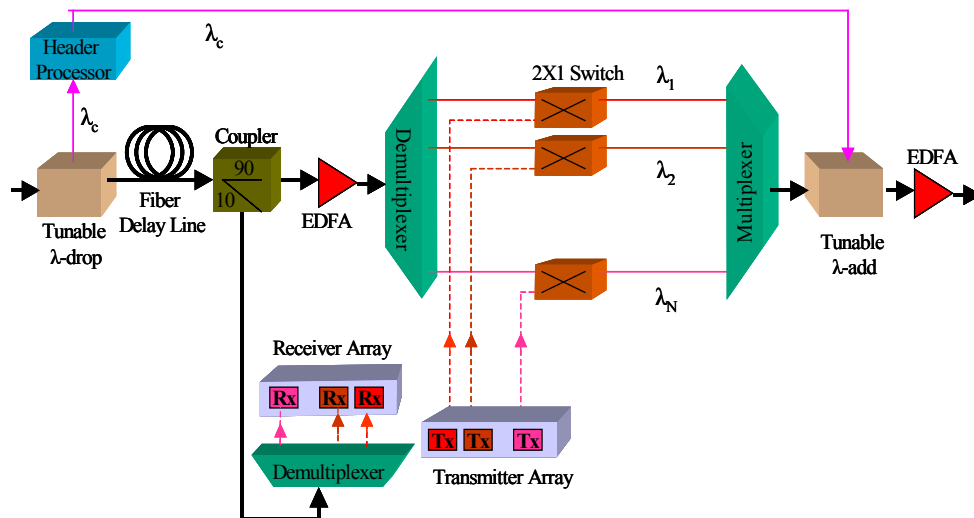 λc
Header
Processor
λc
2X1 Switch
λ1
Coupler
90
10
Demultiplexer
λ2
Multiplexer
EDFA
Fiber
Delay Line
EDFA
Tunable
λ-drop
Tunable
λ-add
λN
Receiver Array
Rx
Rx
Rx
Tx
Tx
Tx
Demultiplexer
Transmitter Array